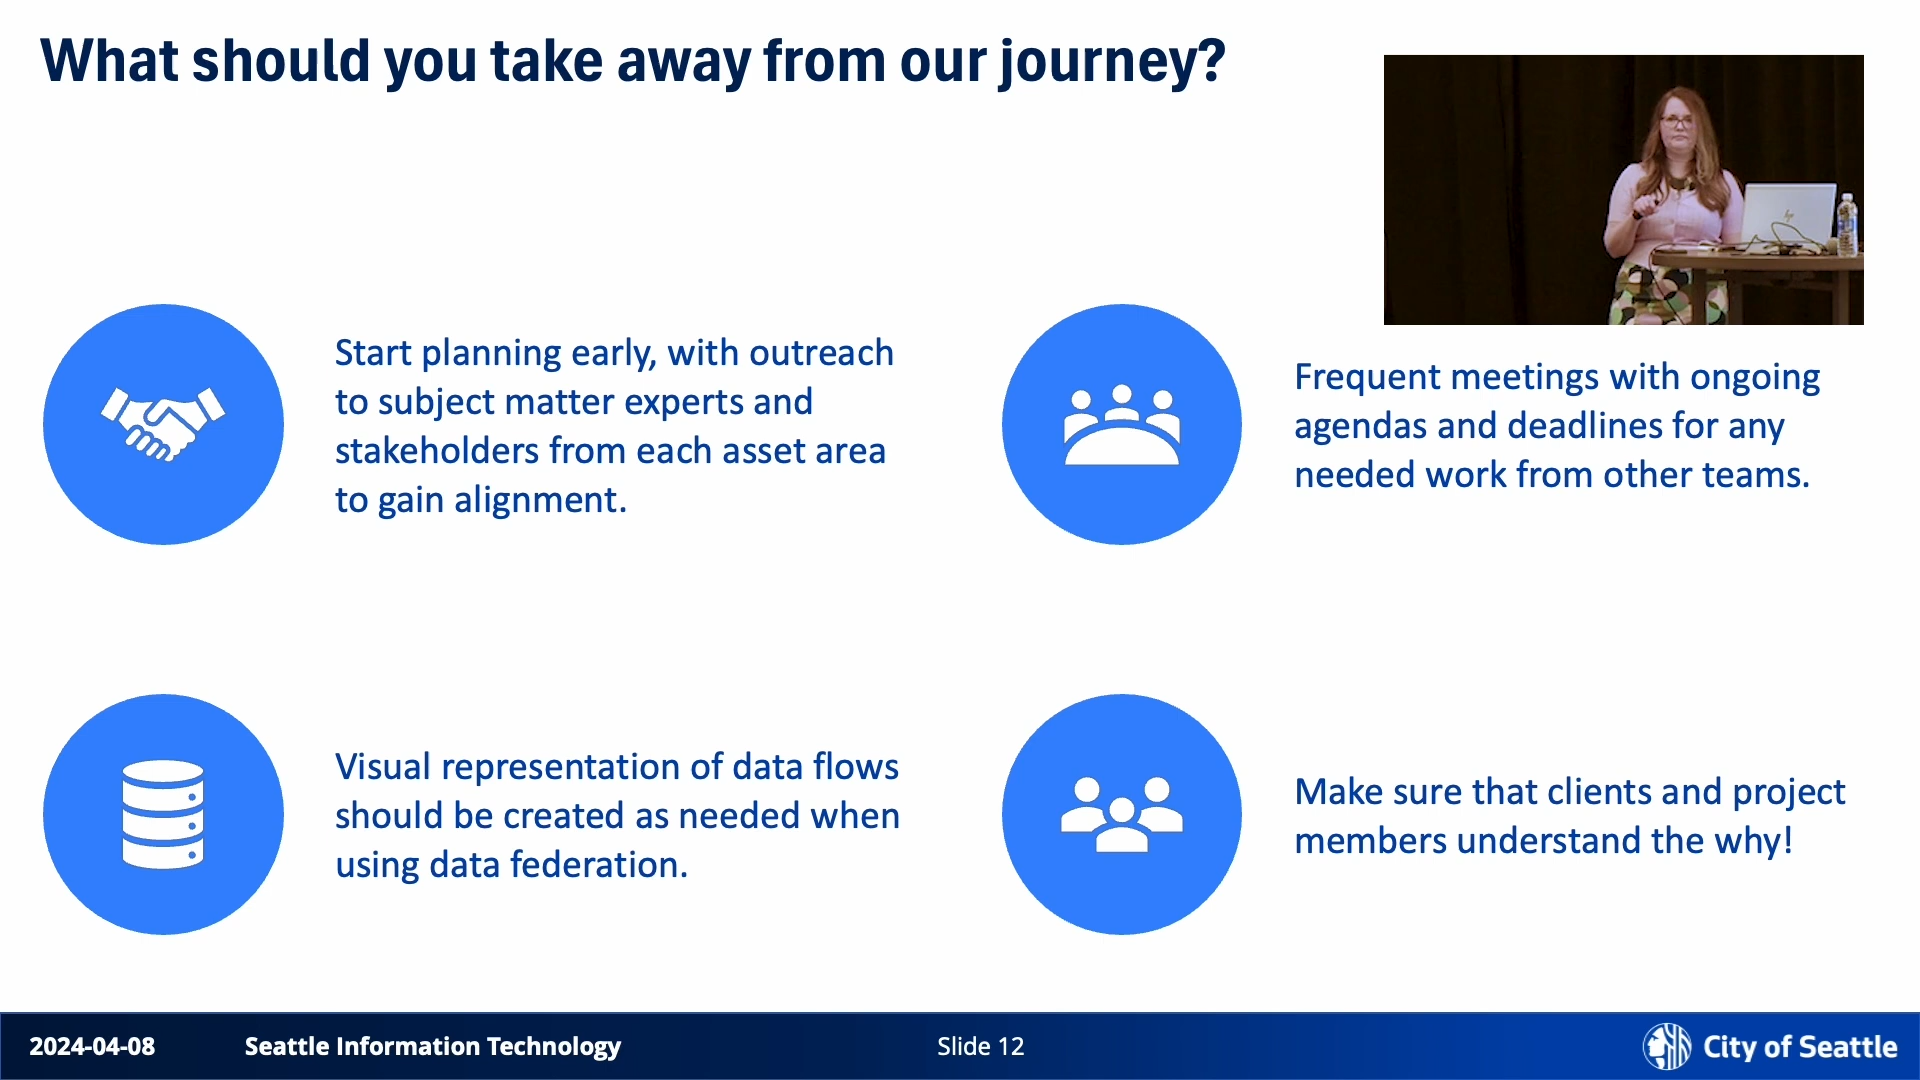 What should you take away from our journey?
Start planning early, with outreach
to subject matter experts and
stakeholders from each asset area
to gain alignment.
Frequent meetings with ongoing
agendas and deadlines for any
needed work from other teams.
Visual representation of data flows
should be created as needed when
using data federation.
Make sure that clients and project
members understand the why!
2024-04-08
Seattle Information Technology
Slide 12
City of Seattle
hp